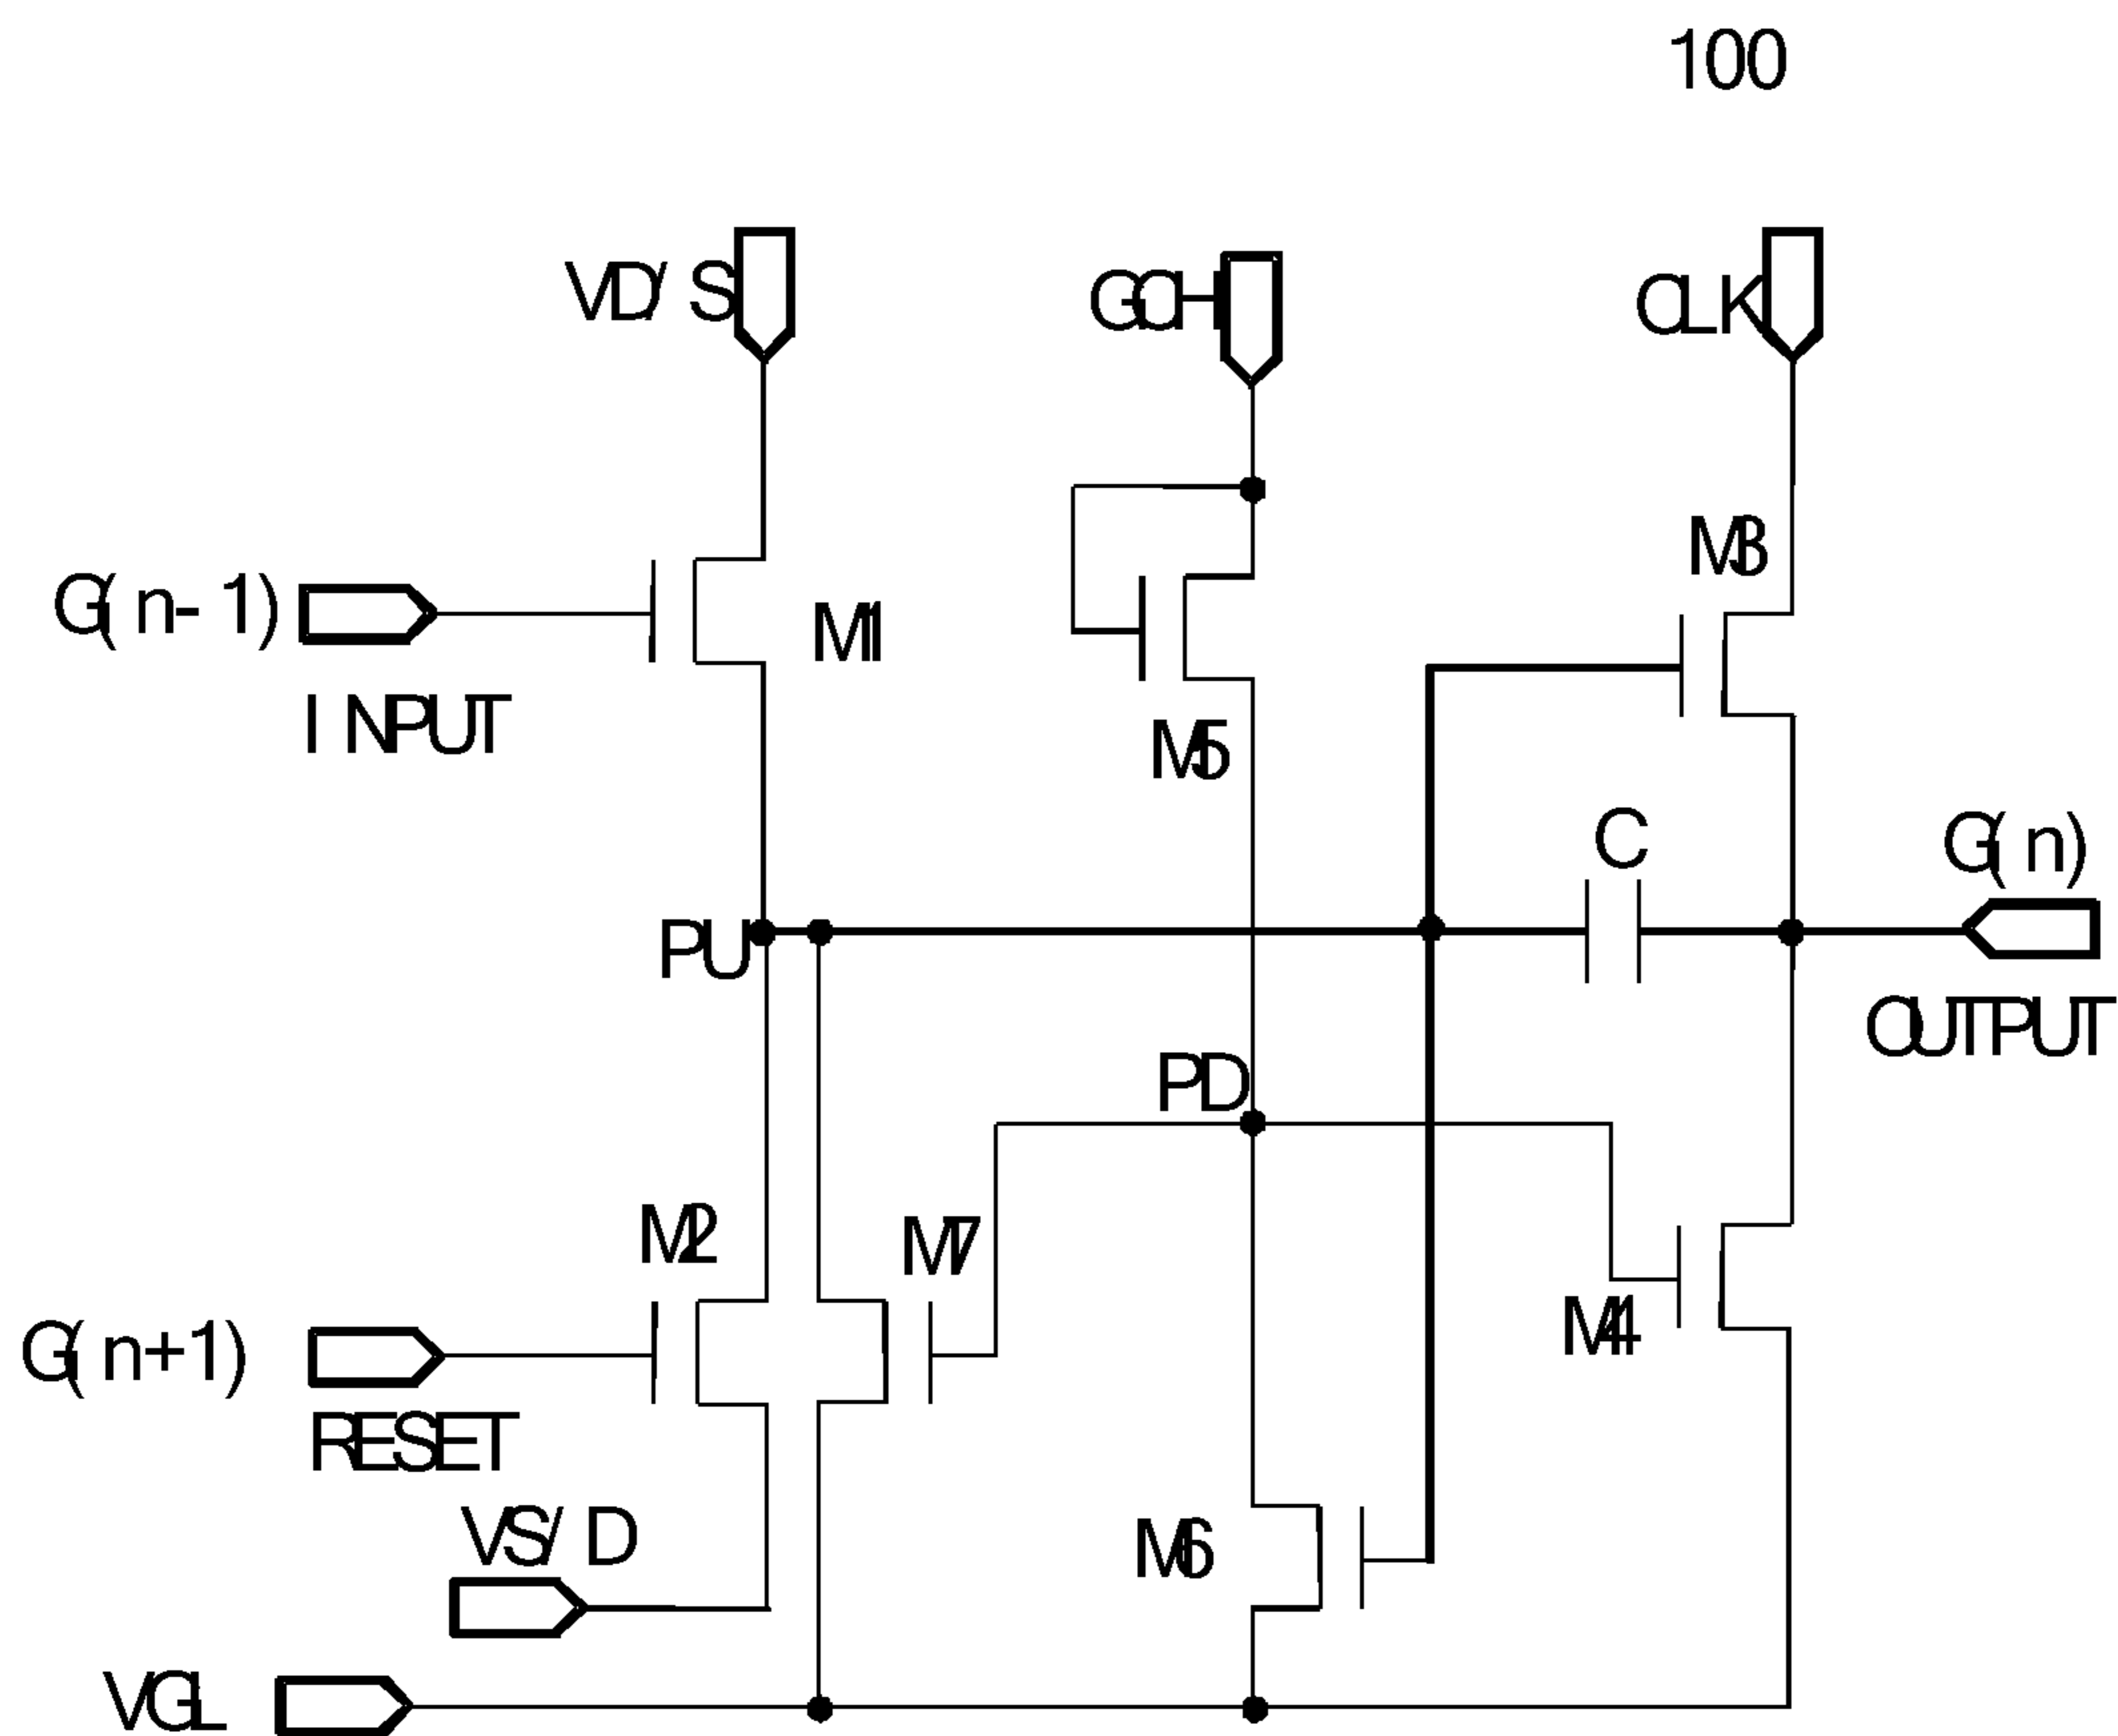 100
VD/S
GCH
CLK
M3
G(n-1)
M1
INPUT
M5
C
G(n)
PU
OUTPUT
PD
M2
M7
G(n+1)
M4
RESET
VS/D
M6
VGL